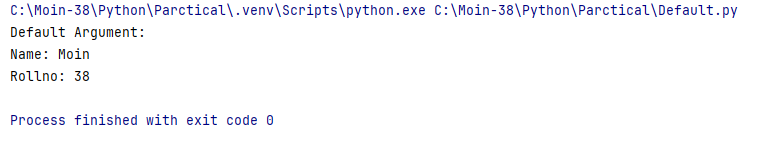 C:\Moin-38\Python\Parctical\.venv\Scripts\python.exe C:\Moin-38\Python\Parctical\Default.py
Default Argument:
Name: Moin
Rollno: 38
Process finished with exit code 0